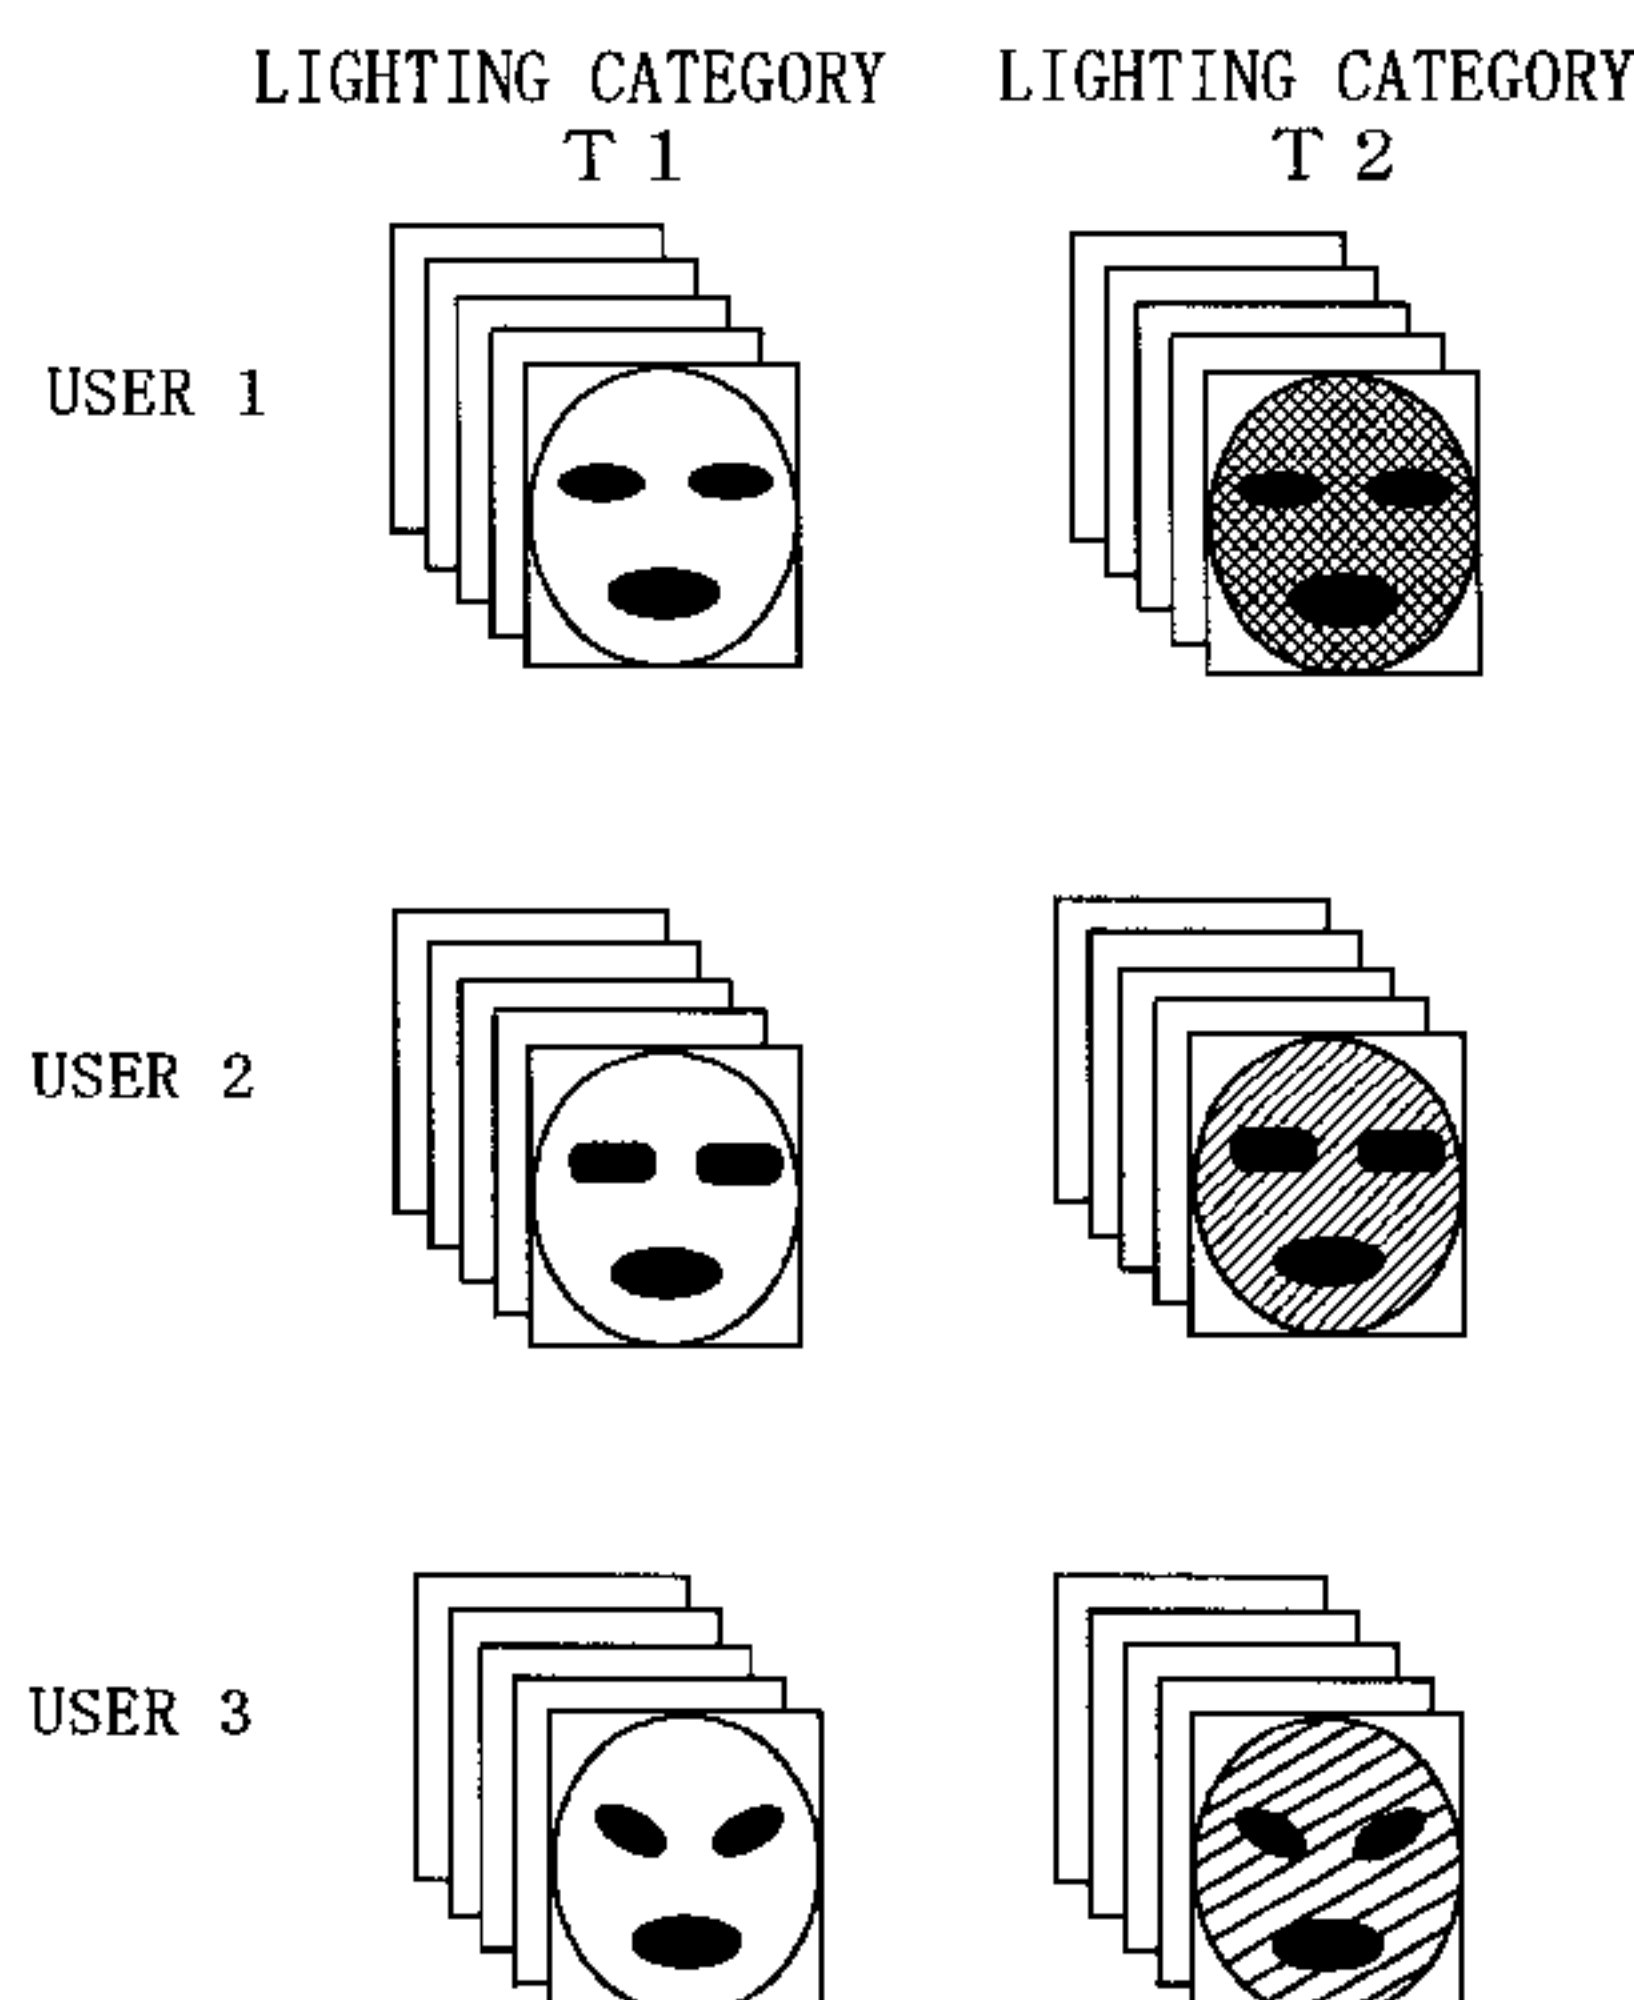 LIGHTING CATEGORY LIGHTING CATEGORY
T 1 T 2
USER 1
USER 2
USER 3